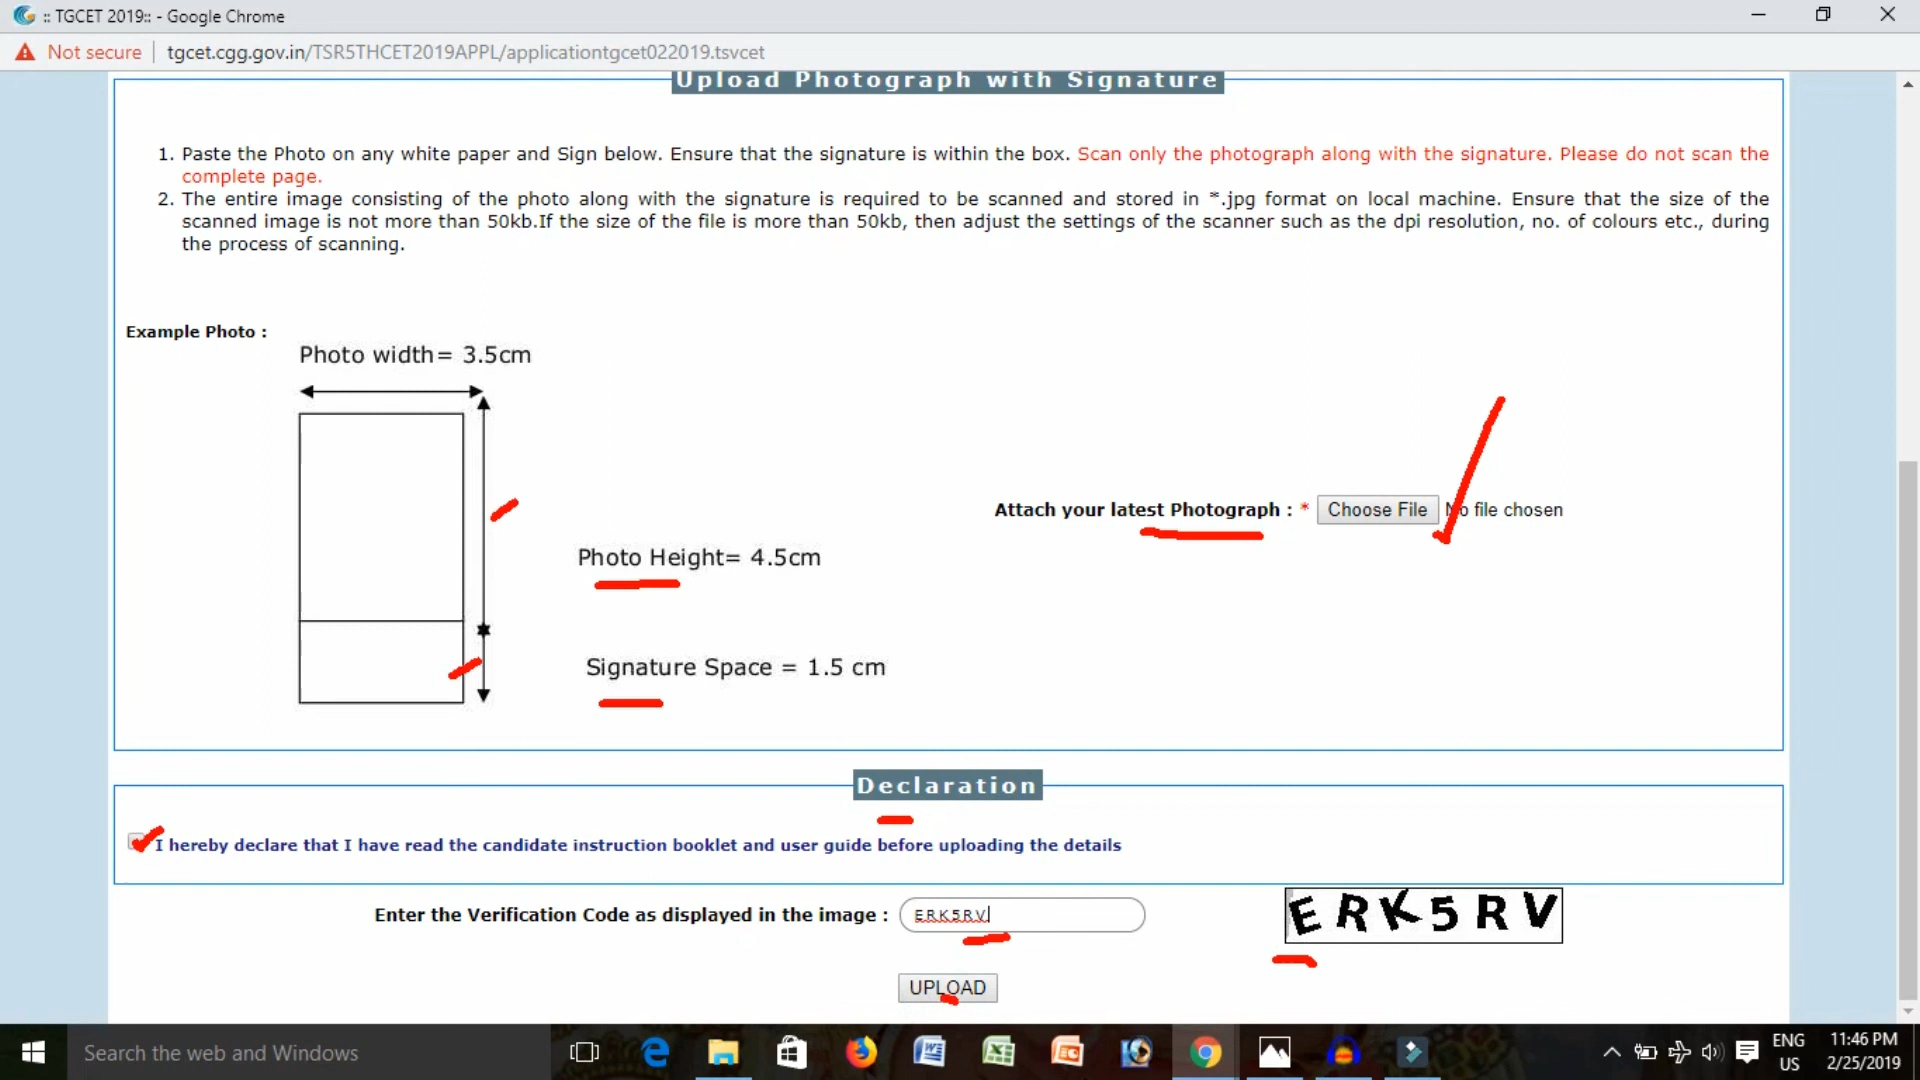 :: TGCET 2019:: - Google Chrome
Not secure | tgcet.cgg.gov.in/TSR5THCET2019APPL/applicationtgcet022019.tsvcet
Upload Photograph with Signature
1. Paste the Photo on any white paper and Sign below. Ensure that the signature is within the box. Scan only the photograph along with the signature. Please do not scan the
complete page.
2. The entire image consisting of the photo along with the signature is required to be scanned and stored in *.jpg format on local machine. Ensure that the size of the
scanned image is not more than 50kb.If the size of the file is more than 50kb, then adjust the settings of the scanner such as the dpi resolution, no. of colours etc., during
the process of scanning.
Example Photo :
Photo width= 3.5cm
Attach your latest Photograph : * Choose File No file chosen
Photo Height= 4.5cm
Signature Space = 1.5 cm
Declaration
I hereby declare that I have read the candidate instruction booklet and user guide before uploading the details
Enter the Verification Code as displayed in the image : ERK5RV ERK5RV
UPLOAD
Search the web and Windows
ENG 11:46 PM
US 2/25/2019